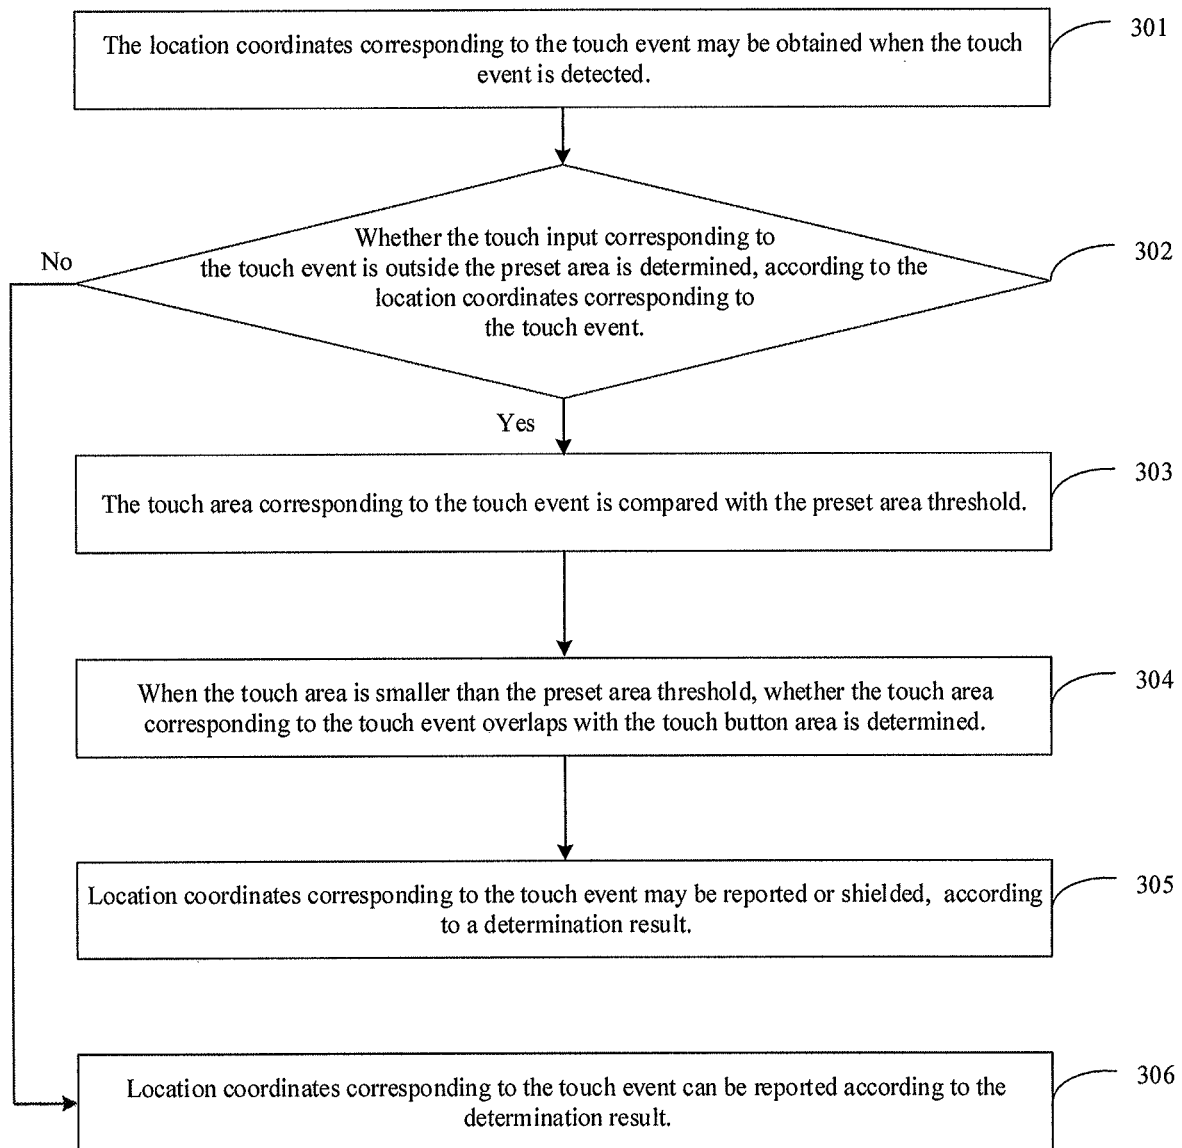 The location coordinates corresponding to the touch event may be obtained when the touch
event is detected.
301
Whether the touch input corresponding to
the touch event is outside the preset area is determined, according to the
location coordinates corresponding to
the touch event.
302
No
Yes
The touch area corresponding to the touch event is compared with the preset area threshold.
303
When the touch area is smaller than the preset area threshold, whether the touch area
corresponding to the touch event overlaps with the touch button area is determined.
304
Location coordinates corresponding to the touch event may be reported or shielded, according
to a determination result.
305
Location coordinates corresponding to the touch event can be reported according to the
determination result.
306